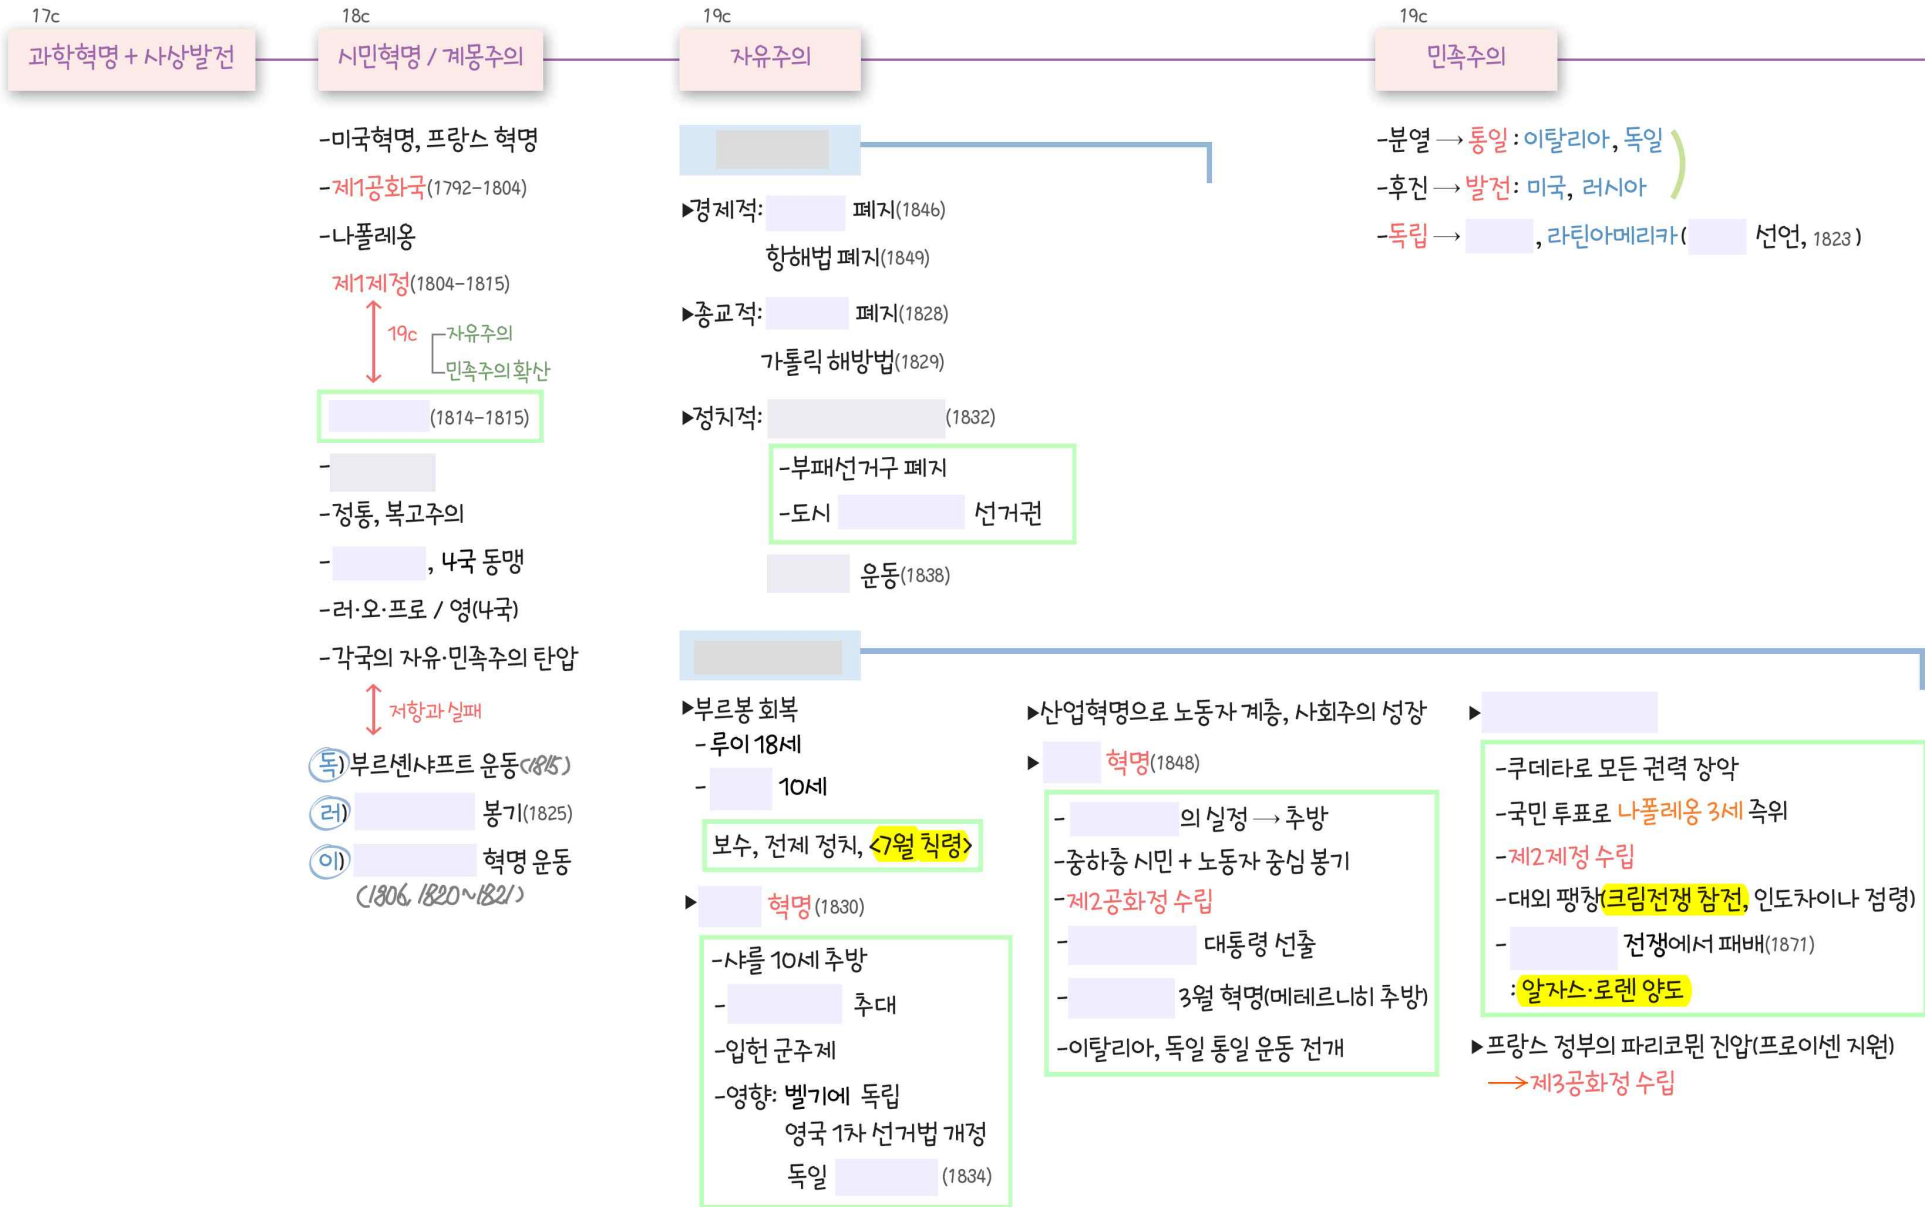 17c
과학혁명 + 사상발전
18c
시민혁명 / 계몽주의
19c
자유주의
19c
민족주의
-미국혁명, 프랑스 혁명
-제1공화국(1792-1804)
-나폴레옹
제1제정(1804-1815)
19c
자유주의
민족주의 확산
(1814-1815)
-
-정통, 복고주의
- , 4국 동맹
-러·오·프로 / 영(4국)
-각국의 자유·민족주의 탄압
저항과 실패
독) 부르셴샤프트 운동(1815)
러) 봉기(1825)
이) 혁명 운동
(1806, 1820~1821)
▶경제적: 폐지(1846)
항해법 폐지(1849)
▶종교적: 폐지(1828)
가톨릭 해방법(1829)
▶정치적: (1832)
-부패선거구 폐지
-도시 선거권
운동(1838)
▶부르봉 회복
- 루이 18세
- 10세
보수, 전제 정치, <7월 칙령>
▶ 혁명(1830)
-샤를 10세 추방
- 추대
-입헌 군주제
-영향: 벨기에 독립
영국 1차 선거법 개정
독일 (1834)
▶산업혁명으로 노동자 계층, 사회주의 성장
▶ 혁명(1848)
- 의 실정 → 추방
-중하층 시민 + 노동자 중심 봉기
-제2공화정 수립
- 대통령 선출
- 3월 혁명(메테르니히 추방)
-이탈리아, 독일 통일 운동 전개
▶
-쿠데타로 모든 권력 장악
-국민 투표로 나폴레옹 3세 즉위
-제2제정 수립
-대외 팽창(크림전쟁 참전, 인도차이나 점령)
- 전쟁에서 패배(1871)
: 알자스·로렌 양도
▶프랑스 정부의 파리코뮌 진압(프로이센 지원)
→제3공화정 수립
-분열 → 통일 : 이탈리아, 독일
-후진 → 발전: 미국, 러시아
-독립 → , 라틴아메리카( 선언, 1823 )